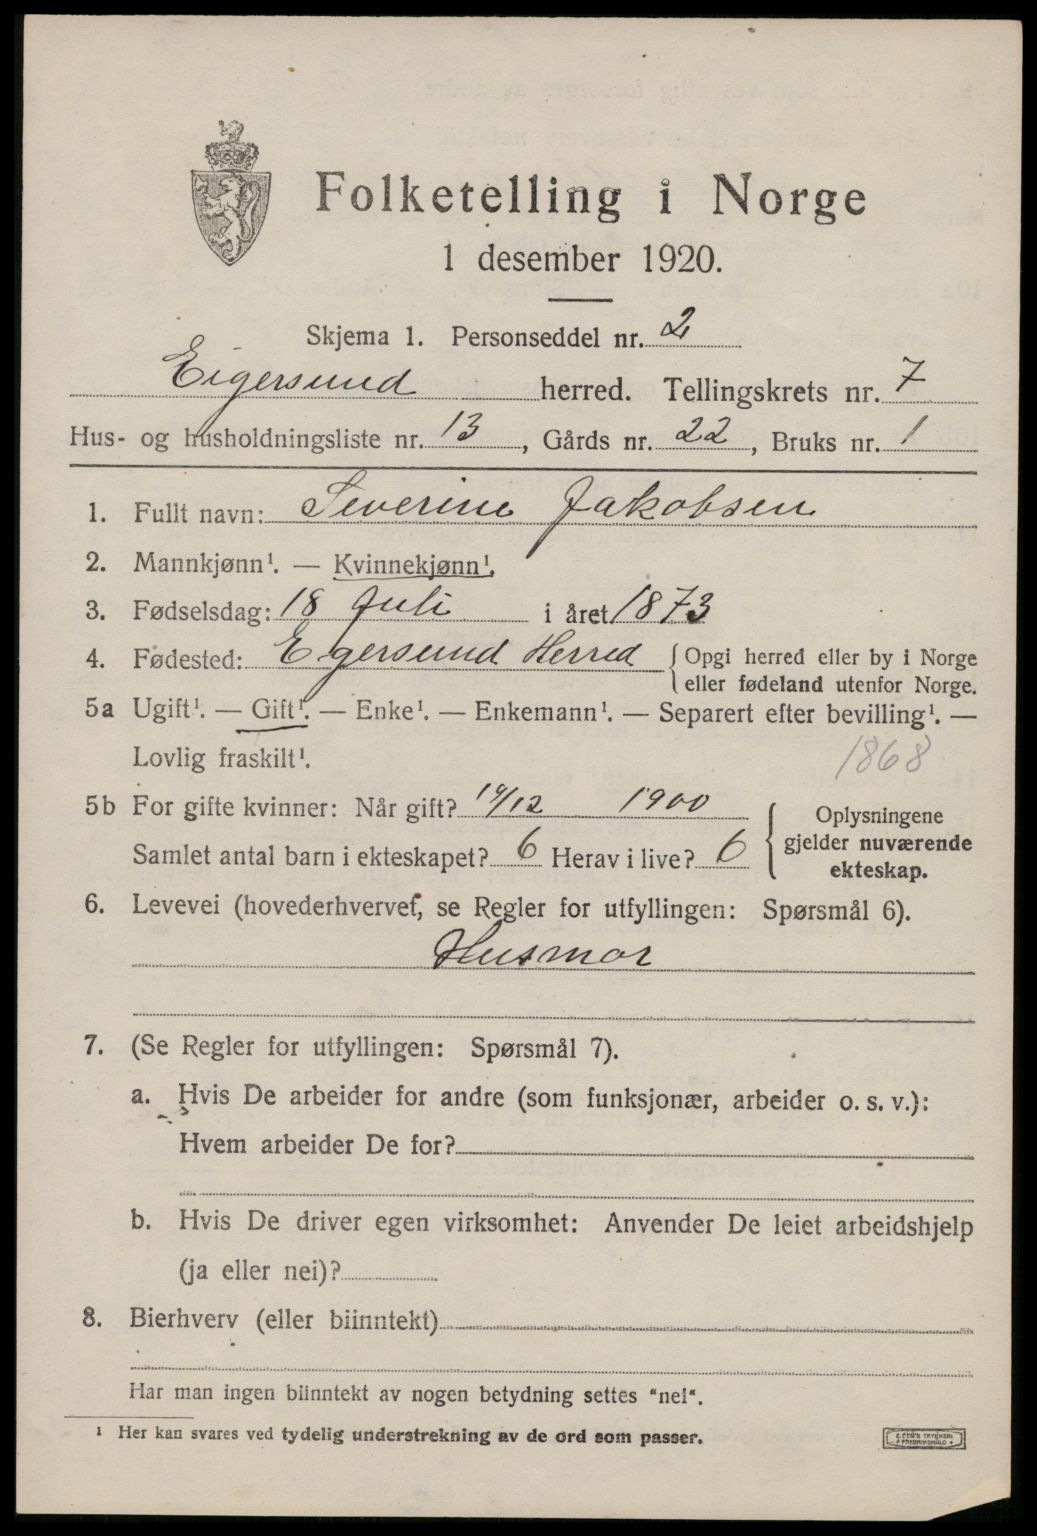 Folketelling i Norge
1 desember 1920.
Skjema 1. Personseddel nr. 2
Eigersund herred. Tellingskrets nr. 7
Hus- og husholdningsliste nr. 13, Gårds nr. 22, Bruks nr. 1
1. Fullt navn: Severine Jakobsen
2. Mannkjønn¹. — Kvinnekjønn¹.
3. Fødselsdag: 18 Juli i året 1873
4. Fødested: Egersund Herred { Opgi herred eller by i Norge
eller fødeland utenfor Norge.
5a Ugift¹. — Gift¹. — Enke¹. — Enkemann¹. — Separert efter bevilling¹. —
Lovlig fraskilt¹. 1868
5b For gifte kvinner: Når gift? /12 1900
Samlet antal barn i ekteskapet? 6 Herav i live? 6
{ Oplysningene
gjelder nuværende
ekteskap.
6. Levevei (hovederhvervet, se Regler for utfyllingen: Spørsmål 6).
Husmor
7. (Se Regler for utfyllingen: Spørsmål 7).
a. Hvis De arbeider for andre (som funksjonær, arbeider o. s. v.):
Hvem arbeider De for?
b. Hvis De driver egen virksomhet: Anvender De leiet arbeidshjelp
(ja eller nei)?
8. Bierhverv (eller biinntekt)
Har man ingen biinntekt av nogen betydning settes "nei".
¹ Her kan svares ved tydelig understrekning av de ord som passer.